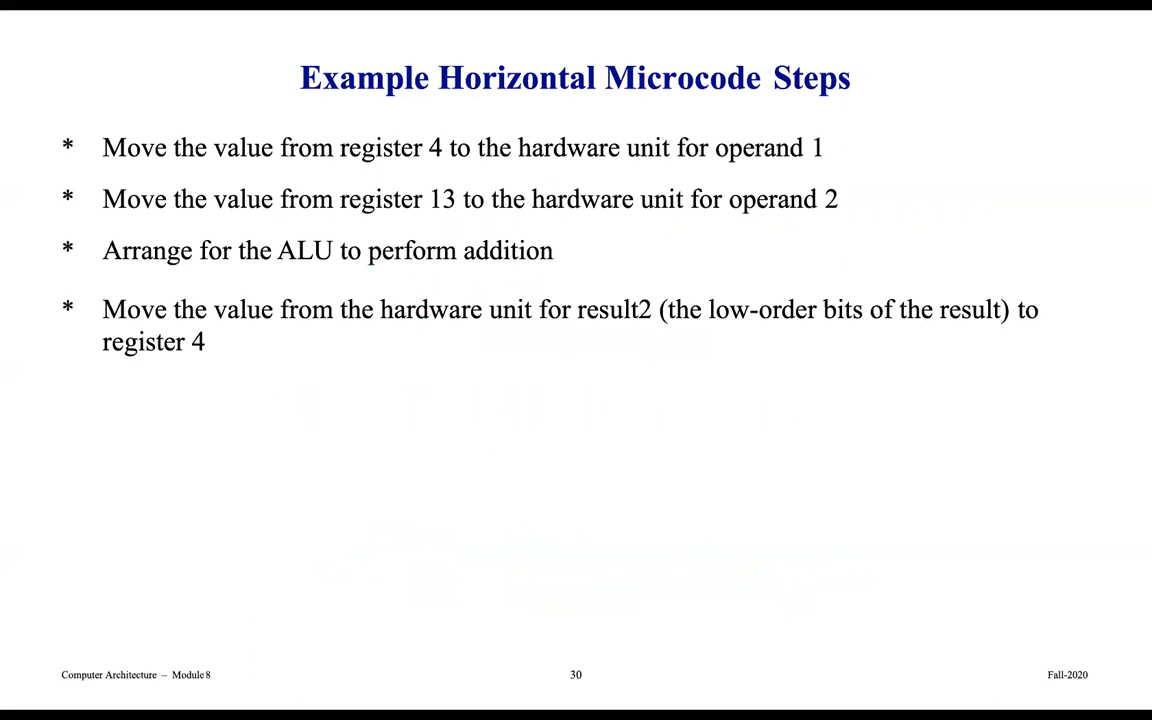 Example Horizontal Microcode Steps
* Move the value from register 4 to the hardware unit for operand 1
* Move the value from register 13 to the hardware unit for operand 2
* Arrange for the ALU to perform addition
* Move the value from the hardware unit for result2 (the low-order bits of the result) to
register 4
Computer Architecture – Module 8 30 Fall-2020